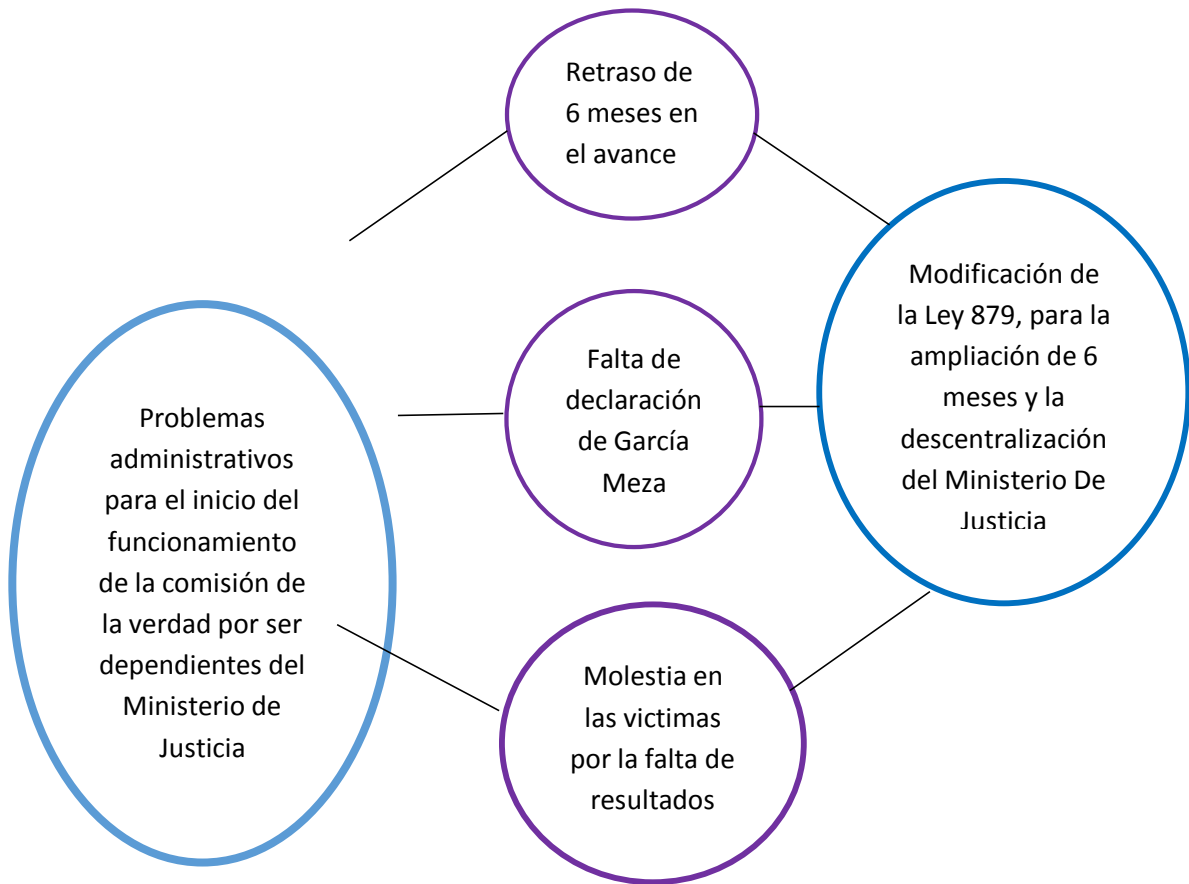 Retraso de
6 meses en
el avance
Problemas
administrativos
para el inicio del
funcionamiento
de la comisión de
la verdad por ser
dependientes del
Ministerio de
Justicia
Falta de
declaración
de García
Meza
Molestia en
las victimas
por la falta de
resultados
Modificación de
la Ley 879, para la
ampliación de 6
meses y la
descentralización
del Ministerio De
Justicia